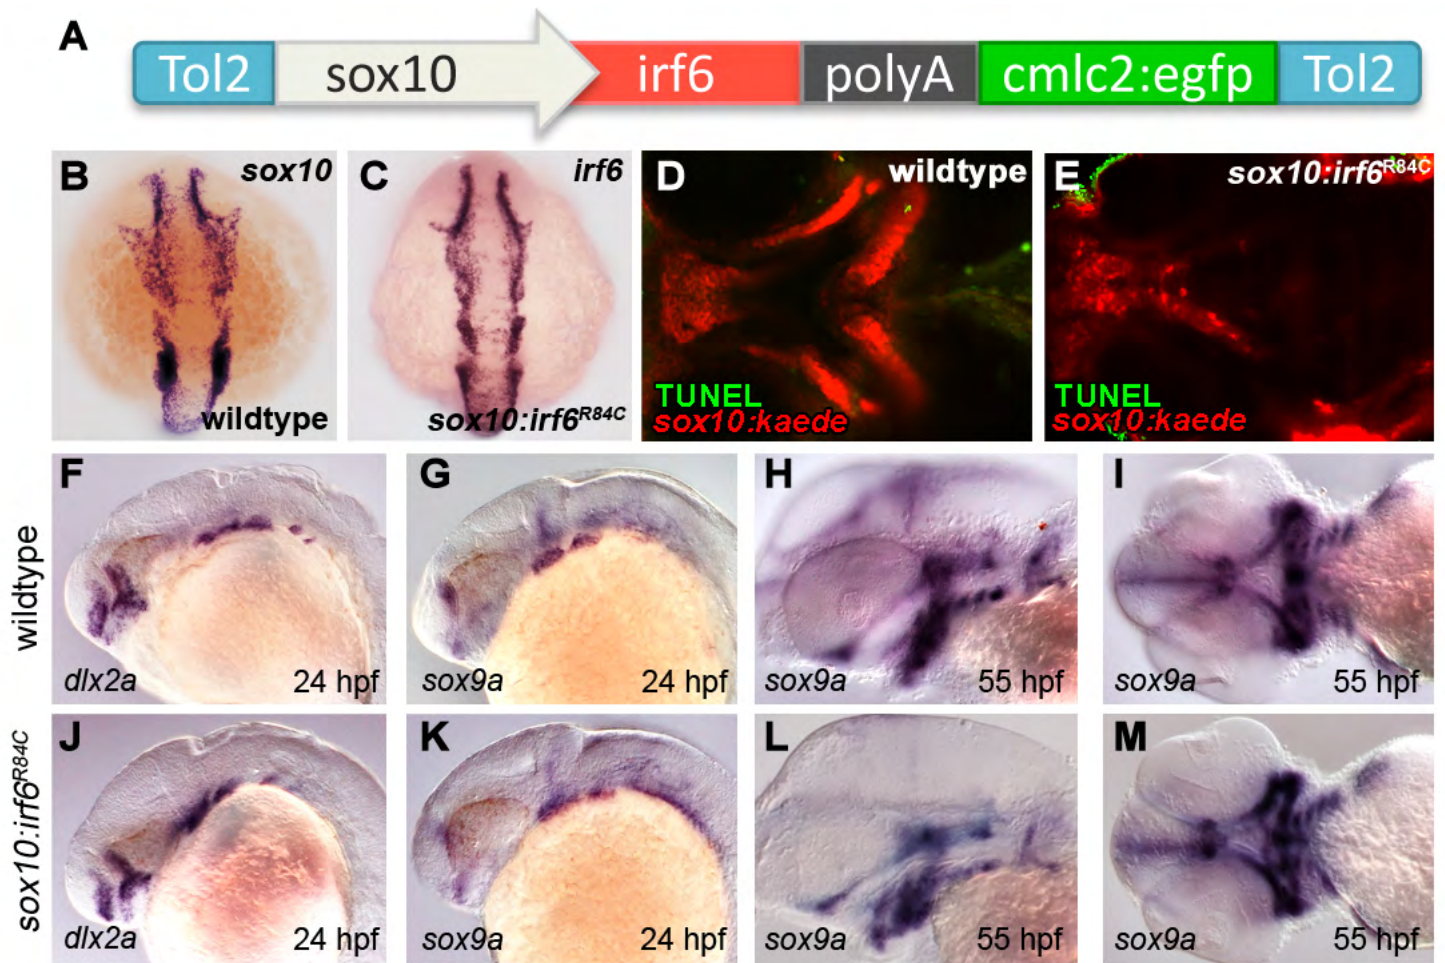 A
Tol2 sox10 irf6 polyA cmlc2:egfp Tol2
B sox10
wildtype
C irf6
sox10:irf6R84C
D wildtype
TUNEL
sox10:kaede
E sox10:irf6R84C
TUNEL
sox10:kaede
wildtype
F
dlx2a 24 hpf
G
sox9a 24 hpf
H
sox9a 55 hpf
I
sox9a 55 hpf
sox10:irf6R84C
J
dlx2a 24 hpf
K
sox9a 24 hpf
L
sox9a 55 hpf
M
sox9a 55 hpf